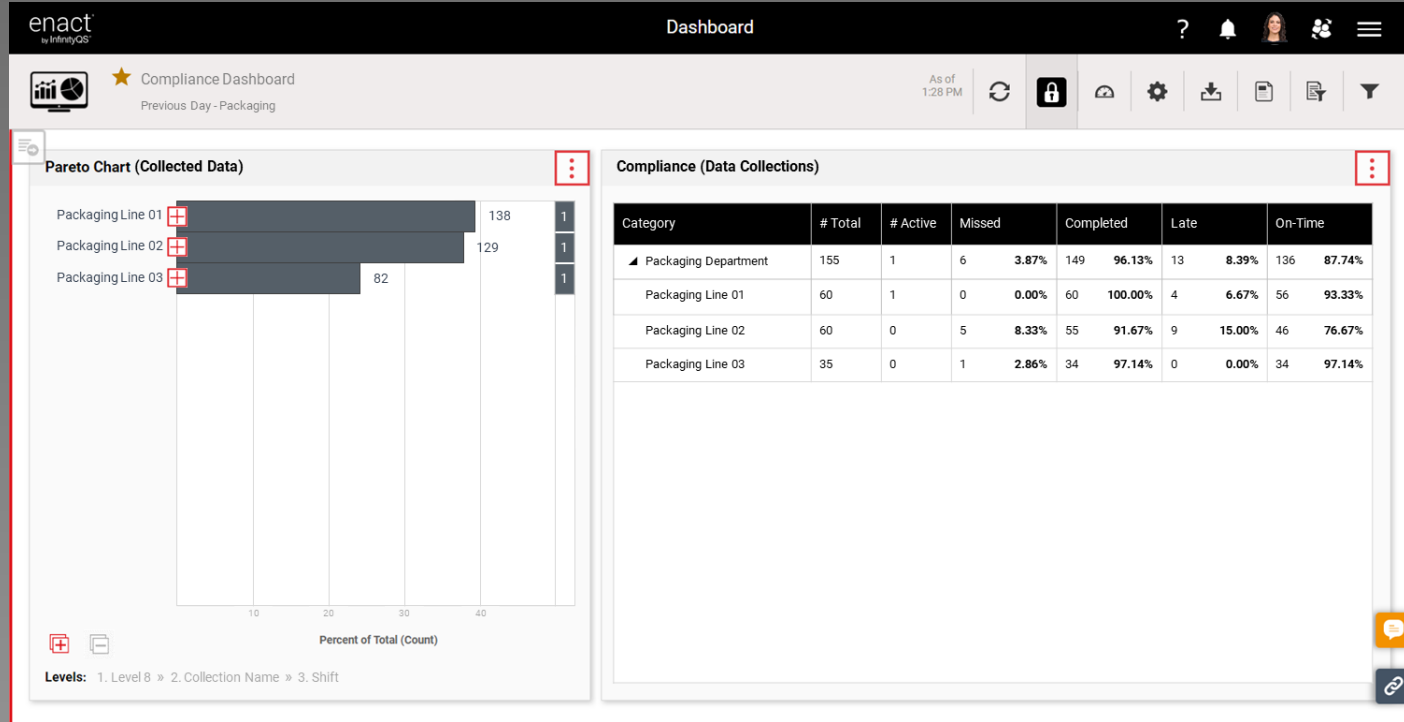 enact
by InfinityQS
Dashboard
?
Compliance Dashboard
Previous Day - Packaging
As of
1:28 PM
Pareto Chart (Collected Data)
Packaging Line 01 138 1
Packaging Line 02 129 1
Packaging Line 03 82 1
10 20 30 40
Percent of Total (Count)
Levels: 1. Level 8 » 2. Collection Name » 3. Shift
Compliance (Data Collections)
Category # Total # Active Missed Completed Late On-Time
Packaging Department 155 1 6 3.87% 149 96.13% 13 8.39% 136 87.74%
Packaging Line 01 60 1 0 0.00% 60 100.00% 4 6.67% 56 93.33%
Packaging Line 02 60 0 5 8.33% 55 91.67% 9 15.00% 46 76.67%
Packaging Line 03 35 0 1 2.86% 34 97.14% 0 0.00% 34 97.14%